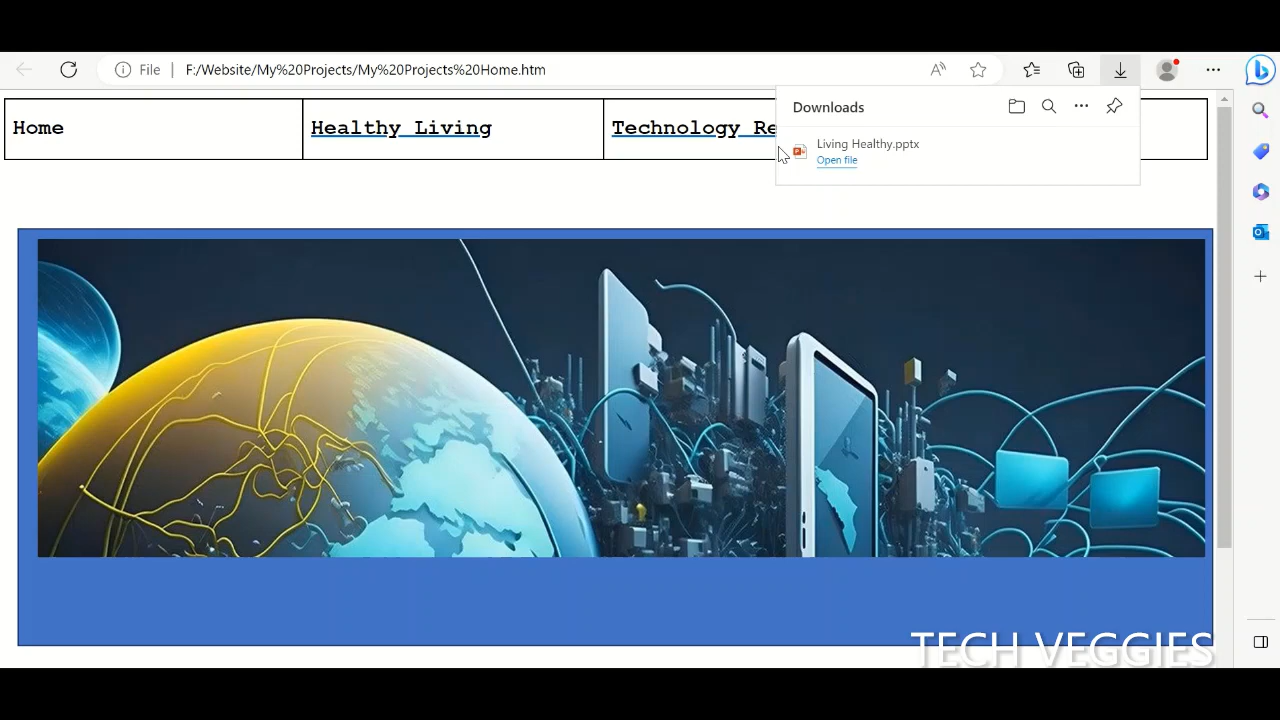 File | F:/Website/My%20Projects/My%20Projects%20Home.htm
Home Healthy Living Technology Re
Downloads
Living Healthy.pptx
Open file
TECH VEGGIES